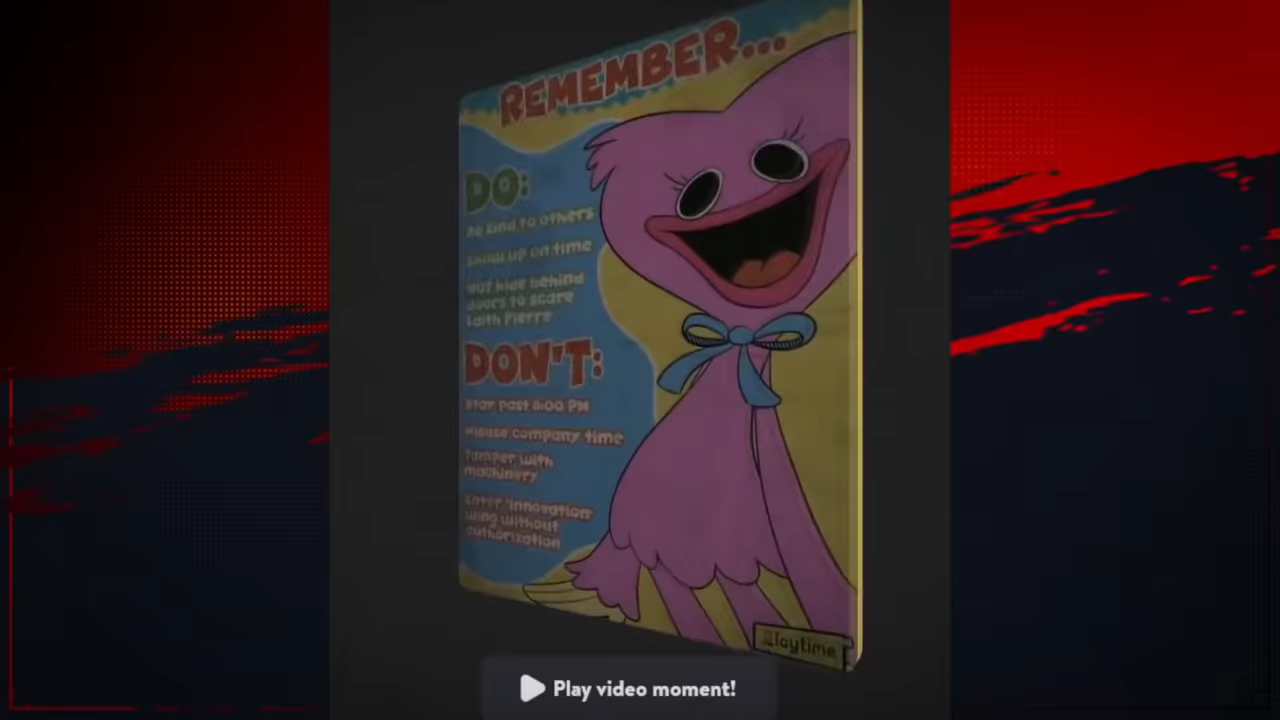 REMEMBER...
DO:
Be kind to others
Show up on time
Not hide behind
doors to scare
Leith Pierre
DON'T:
Stay past 8:00 PM
Misuse company time
Tamper with
machinery
Enter "Innovation"
wing without
authorization
Playtime
Play video moment!